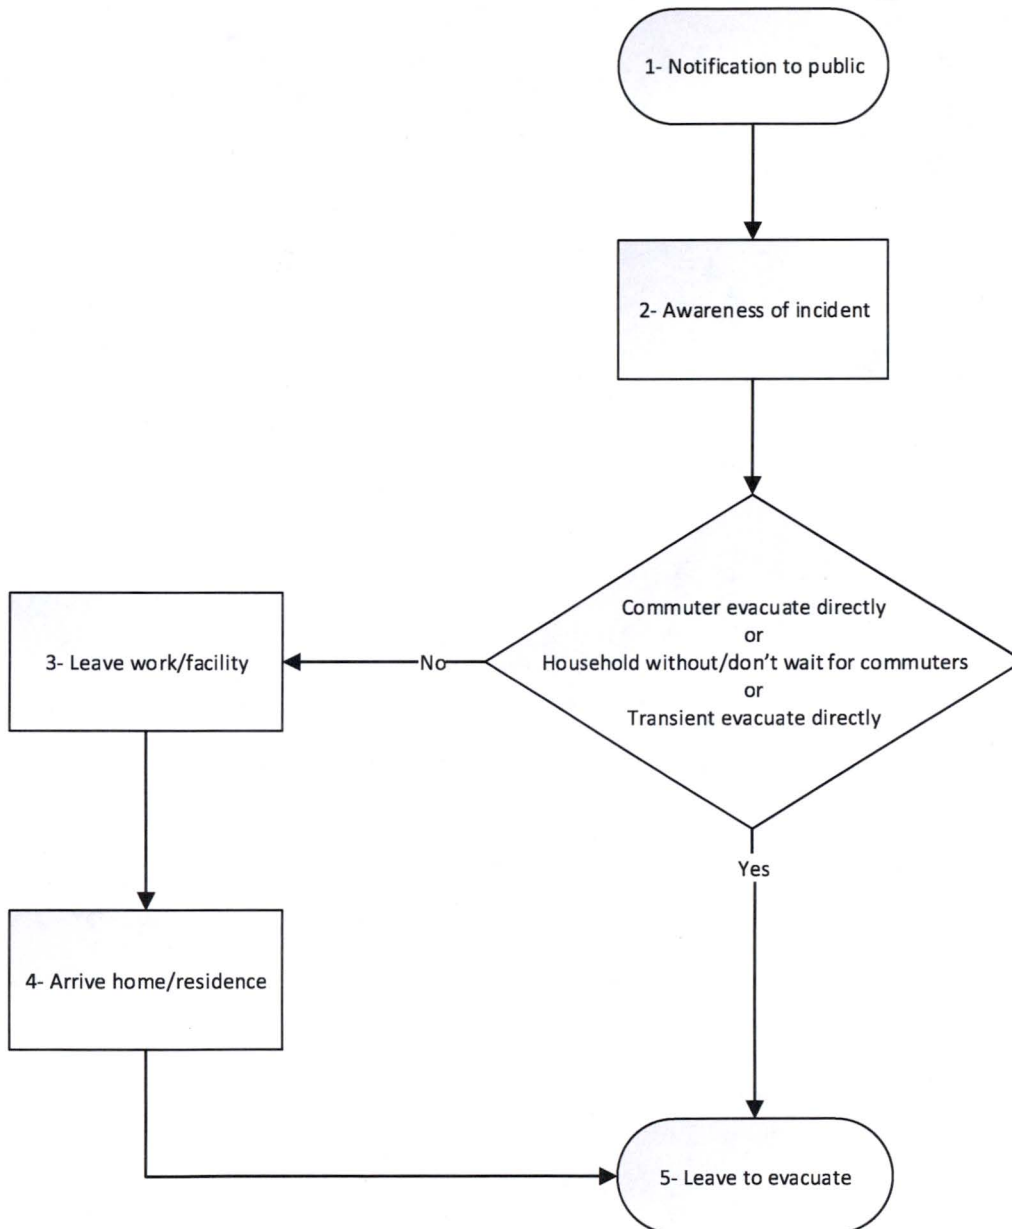 1- Notification to public
2- Awareness of incident
Commuter evacuate directly
or
Household without/don't wait for commuters
or
Transient evacuate directly
No
3- Leave work/facility
Yes
4- Arrive home/residence
5- Leave to evacuate